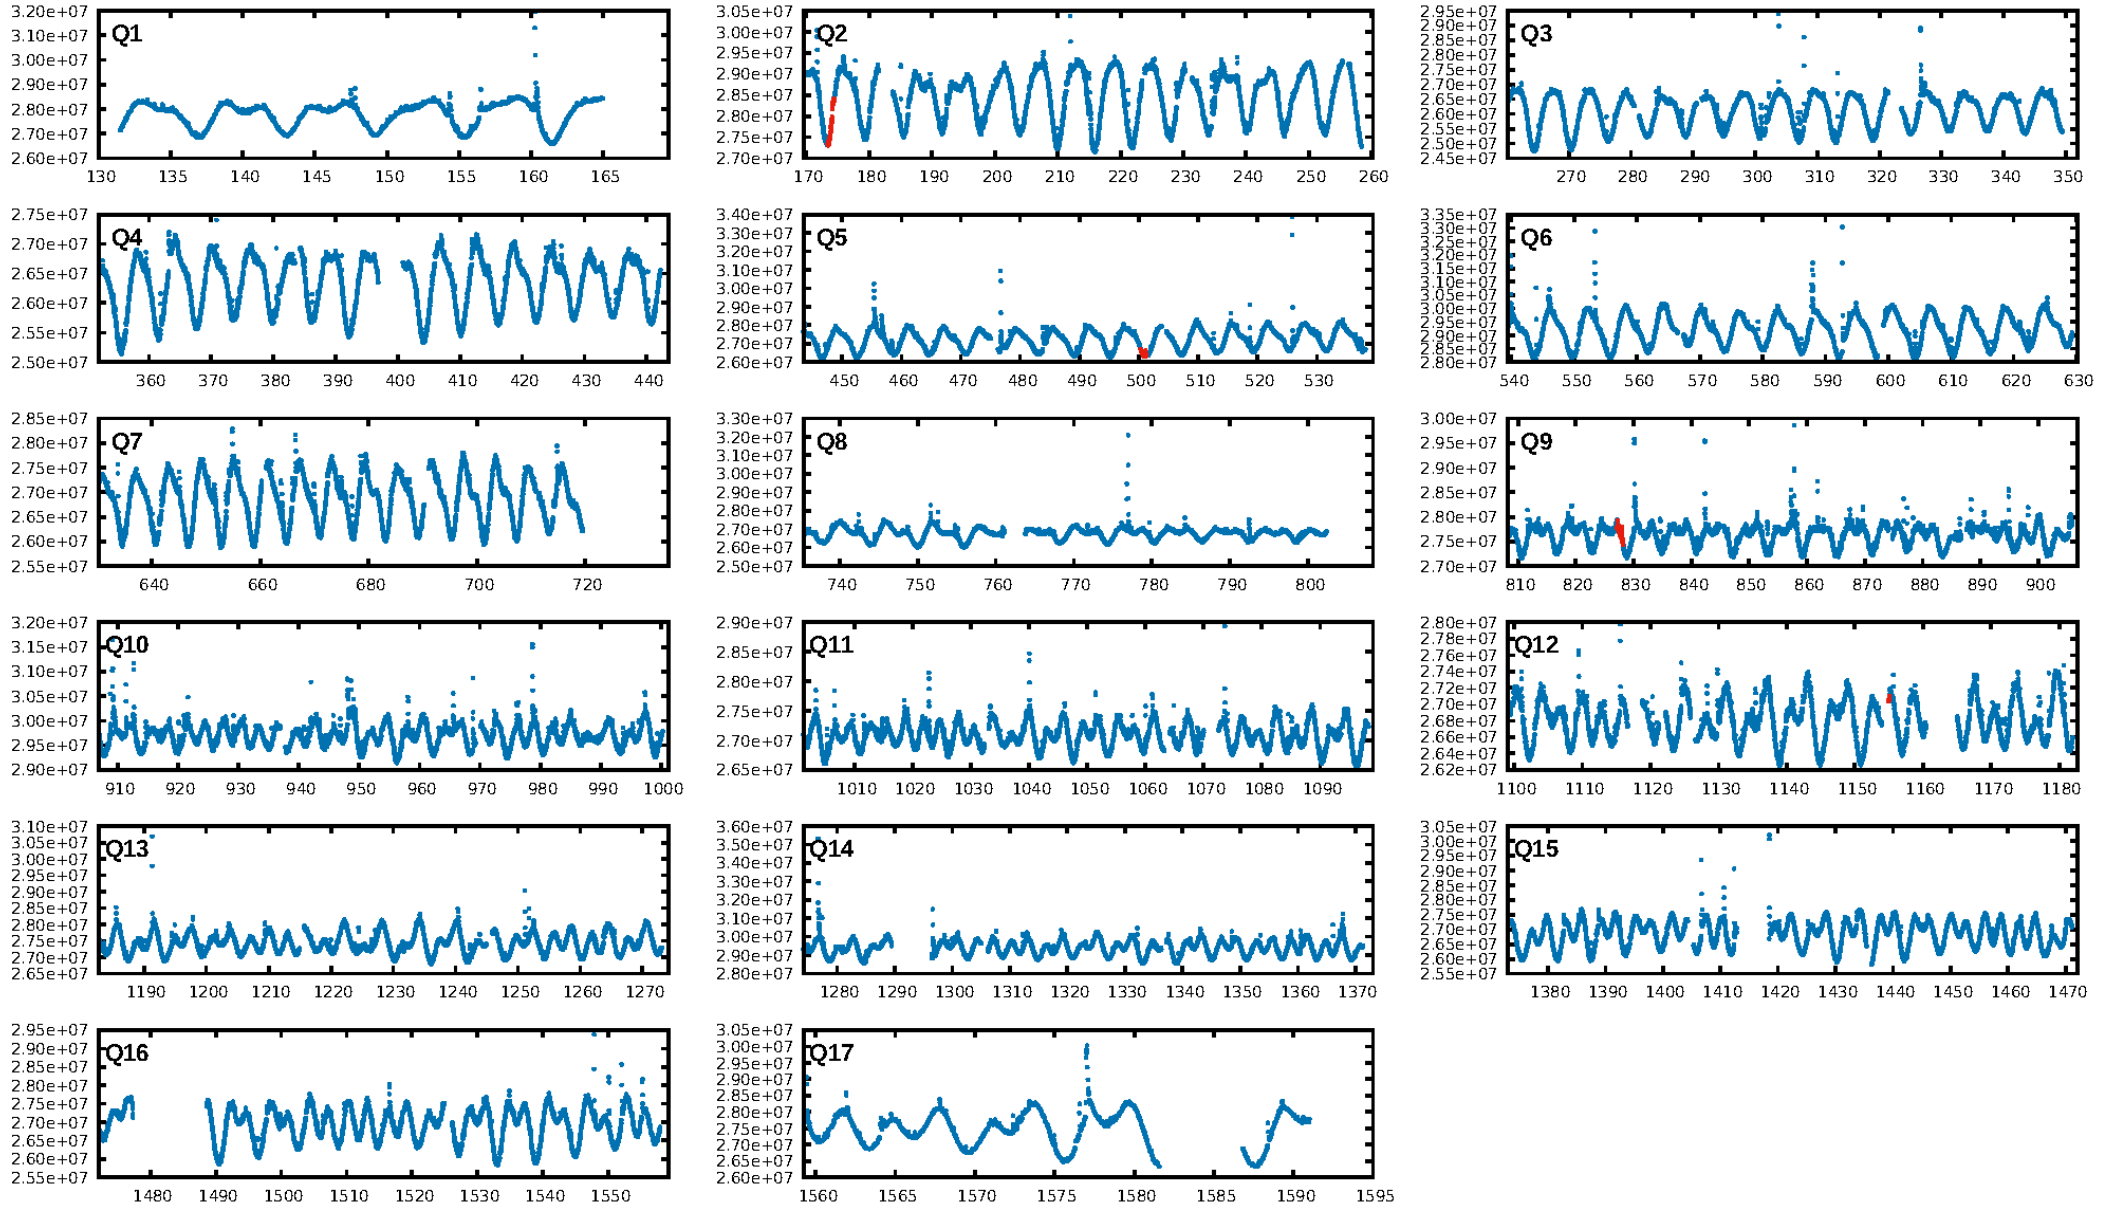 Q1
3.20e+07
3.10e+07
3.00e+07
2.90e+07
2.80e+07
2.70e+07
2.60e+07
130 135 140 145 150 155 160 165
Q2
3.05e+07
3.00e+07
2.95e+07
2.90e+07
2.85e+07
2.80e+07
2.75e+07
2.70e+07
170 180 190 200 210 220 230 240 250 260
Q3
2.95e+07
2.90e+07
2.85e+07
2.80e+07
2.75e+07
2.70e+07
2.65e+07
2.60e+07
2.55e+07
2.50e+07
2.45e+07
270 280 290 300 310 320 330 340 350
Q4
2.75e+07
2.70e+07
2.65e+07
2.60e+07
2.55e+07
2.50e+07
360 370 380 390 400 410 420 430 440
Q5
3.40e+07
3.30e+07
3.20e+07
3.10e+07
3.00e+07
2.90e+07
2.80e+07
2.70e+07
2.60e+07
450 460 470 480 490 500 510 520 530
Q6
3.35e+07
3.30e+07
3.25e+07
3.20e+07
3.15e+07
3.10e+07
3.05e+07
3.00e+07
2.95e+07
2.90e+07
2.85e+07
2.80e+07
540 550 560 570 580 590 600 610 620 630
Q7
2.85e+07
2.80e+07
2.75e+07
2.70e+07
2.65e+07
2.60e+07
2.55e+07
640 660 680 700 720
Q8
3.30e+07
3.20e+07
3.10e+07
3.00e+07
2.90e+07
2.80e+07
2.70e+07
2.60e+07
2.50e+07
740 750 760 770 780 790 800
Q9
3.00e+07
2.95e+07
2.90e+07
2.85e+07
2.80e+07
2.75e+07
2.70e+07
810 820 830 840 850 860 870 880 890 900
Q10
3.20e+07
3.15e+07
3.10e+07
3.05e+07
3.00e+07
2.95e+07
2.90e+07
910 920 930 940 950 960 970 980 990 1000
Q11
2.90e+07
2.85e+07
2.80e+07
2.75e+07
2.70e+07
2.65e+07
1010 1020 1030 1040 1050 1060 1070 1080 1090
Q12
2.80e+07
2.78e+07
2.76e+07
2.74e+07
2.72e+07
2.70e+07
2.68e+07
2.66e+07
2.64e+07
2.62e+07
1100 1110 1120 1130 1140 1150 1160 1170 1180
Q13
3.10e+07
3.05e+07
3.00e+07
2.95e+07
2.90e+07
2.85e+07
2.80e+07
2.75e+07
2.70e+07
2.65e+07
1190 1200 1210 1220 1230 1240 1250 1260 1270
Q14
3.60e+07
3.50e+07
3.40e+07
3.30e+07
3.20e+07
3.10e+07
3.00e+07
2.90e+07
2.80e+07
1280 1290 1300 1310 1320 1330 1340 1350 1360 1370
Q15
3.05e+07
3.00e+07
2.95e+07
2.90e+07
2.85e+07
2.80e+07
2.75e+07
2.70e+07
2.65e+07
2.60e+07
2.55e+07
1380 1390 1400 1410 1420 1430 1440 1450 1460 1470
Q16
2.95e+07
2.90e+07
2.85e+07
2.80e+07
2.75e+07
2.70e+07
2.65e+07
2.60e+07
2.55e+07
1480 1490 1500 1510 1520 1530 1540 1550
Q17
3.05e+07
3.00e+07
2.95e+07
2.90e+07
2.85e+07
2.80e+07
2.75e+07
2.70e+07
2.65e+07
2.60e+07
1560 1565 1570 1575 1580 1585 1590 1595